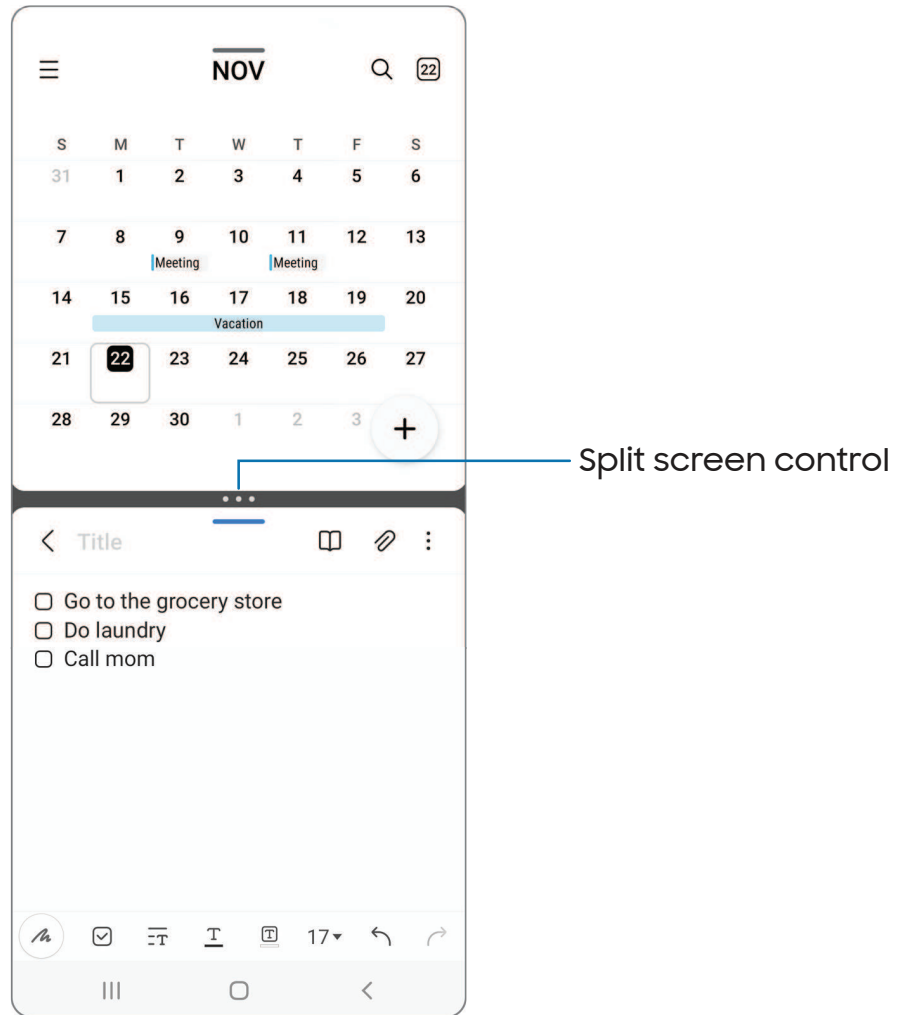 NOV
22
S M T W T F S
31 1 2 3 4 5 6
7 8 9 10 11 12 13
Meeting Meeting
14 15 16 17 18 19 20
Vacation
21 22 23 24 25 26 27
28 29 30 1 2 3
Split screen control
Title
Go to the grocery store
Do laundry
Call mom
T T T 17